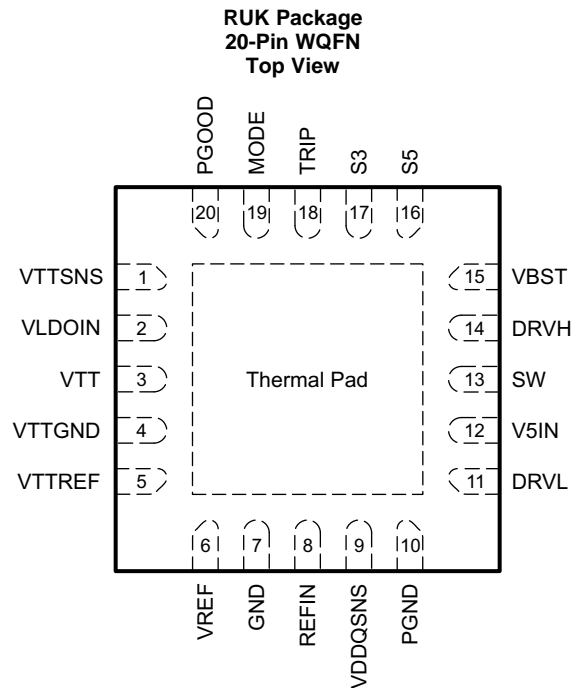 RUK Package
20-Pin WQFN
Top View
PGOOD
MODE
TRIP
S3
S5
20
19
18
17
16
VTTSNS
1
15
VBST
VLDOIN
2
14
DRVH
VTT
3
Thermal Pad
13
SW
VTTGND
4
12
V5IN
VTTREF
5
11
DRVL
6
7
8
9
10
VREF
GND
REFIN
VDDQSNS
PGND